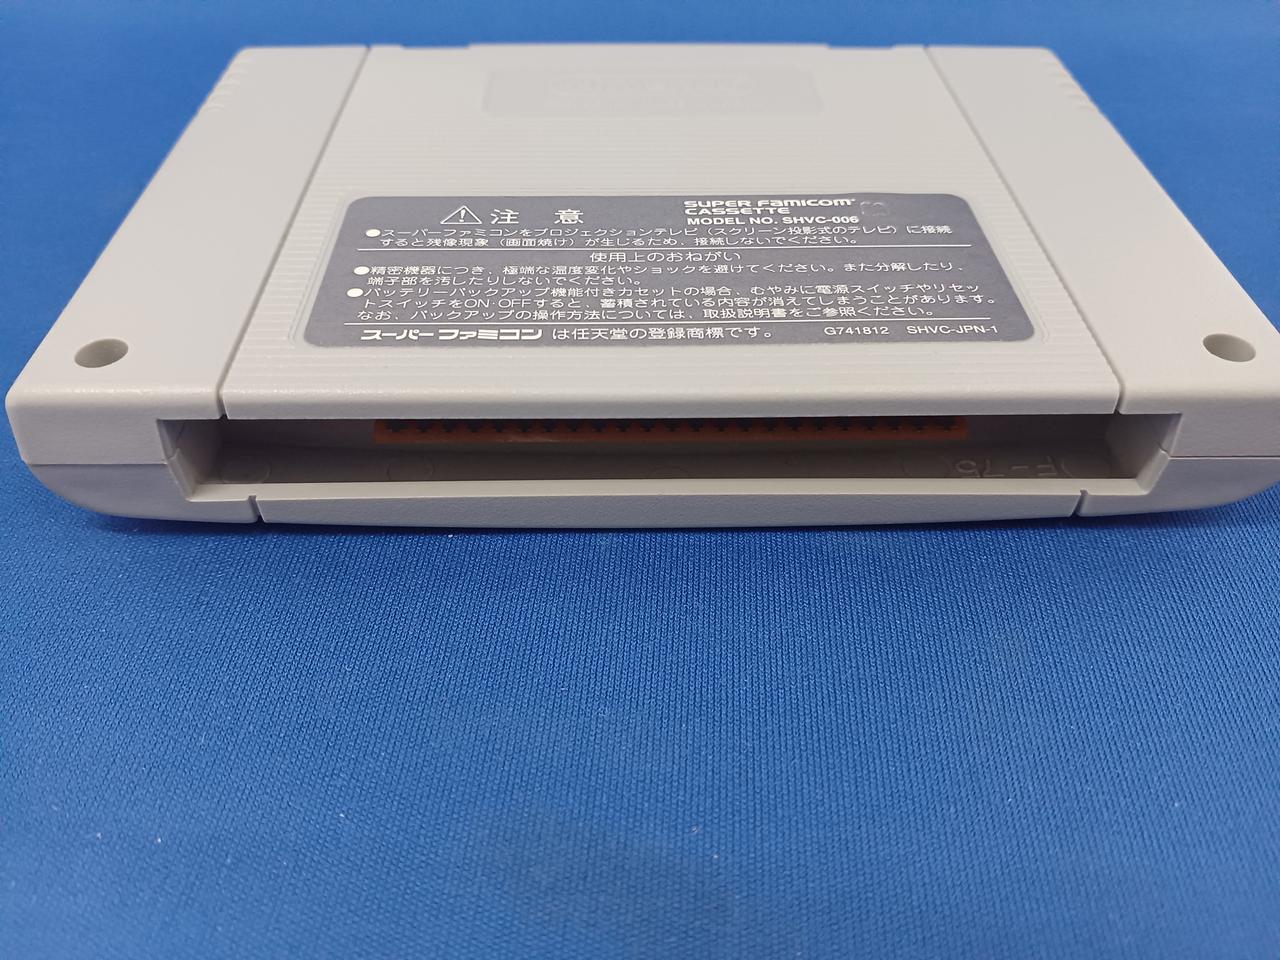 注 意
SUPER FAMICOM
CASSETTE
MODEL NO. SHVC-006
●スーパーファミコンをプロジェクションテレビ（スクリーン投影式のテレビ）に接続
すると残像現象（画面焼け）が生じるため、接続しないでください。
使用上のおねがい
●精密機器につき、極端な温度変化やショックを避けてください。また分解したり、
端子部を汚したりしないでください。
●バッテリーバックアップ機能付きカセットの場合、むやみに電源スイッチやリセッ
トスイッチをON·OFFすると、蓄積されている内容が消えてしまうことがあります。
なお、バックアップの操作方法については、取扱説明書をご参照ください。
スーパーファミコン は任天堂の登録商標です。 G741812 SHVC-JPN-1